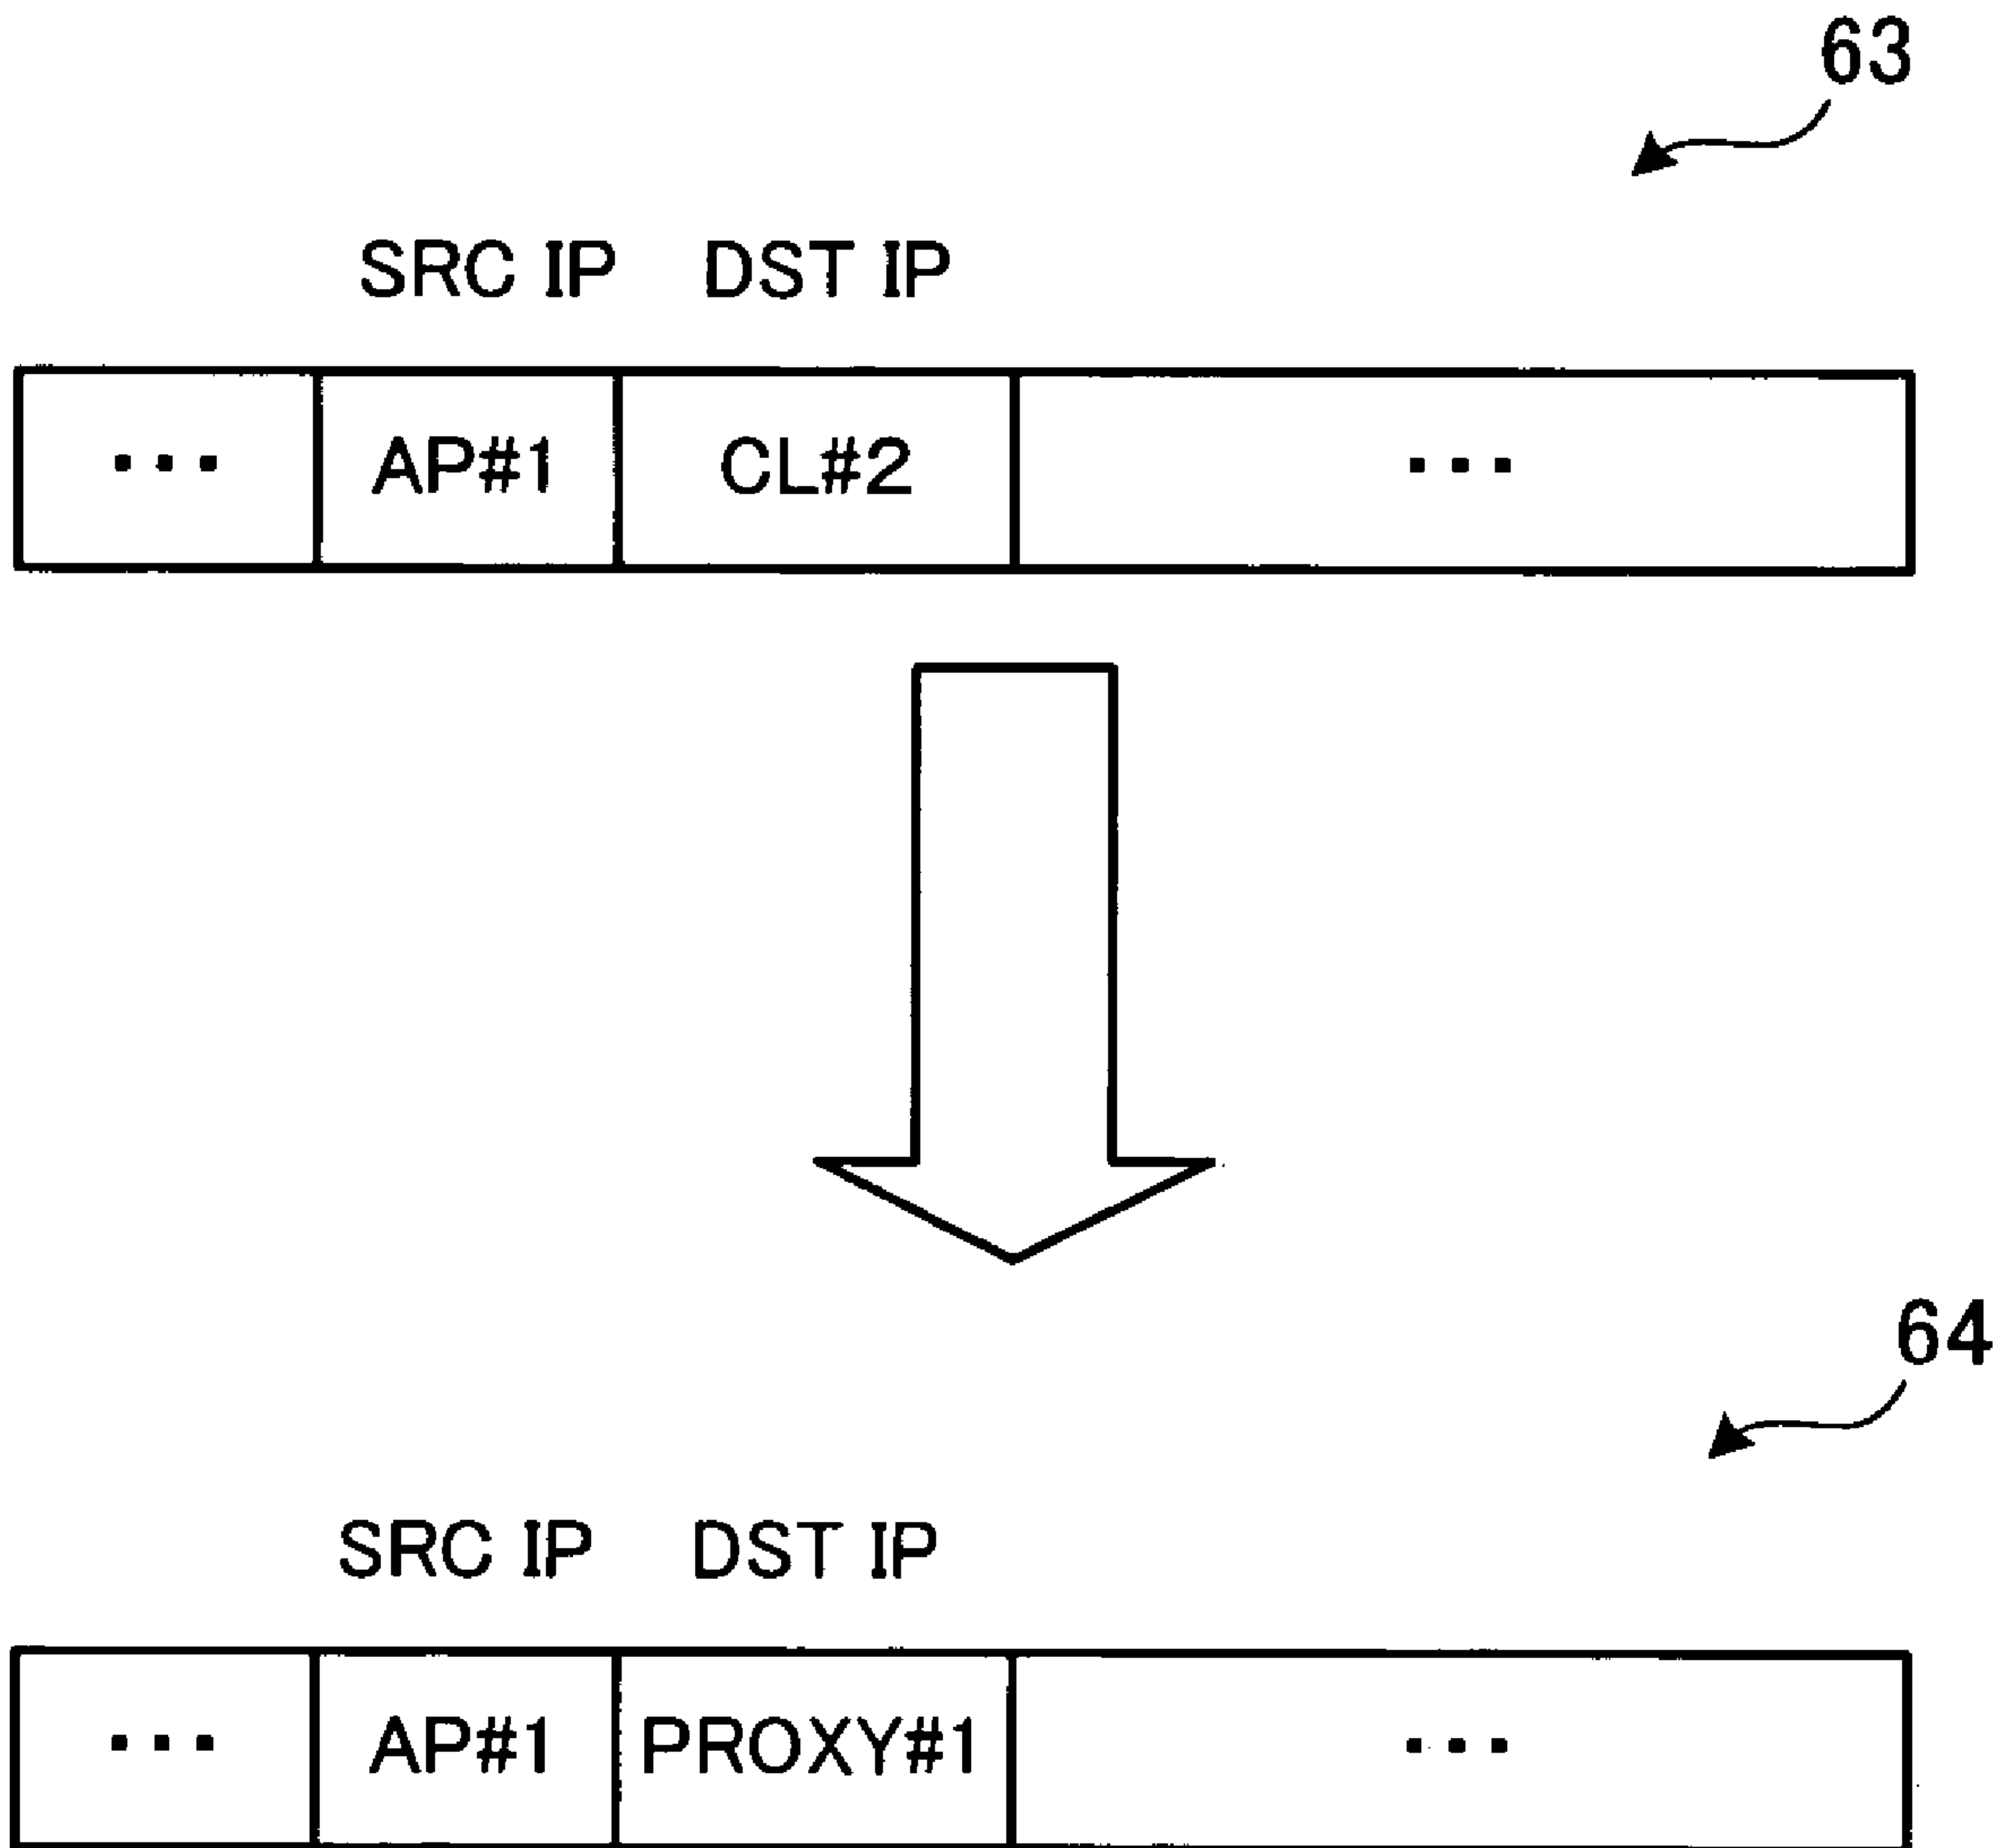 63
SRC IP DST IP
... AP#1 CL#2 ...
64
SRC IP DST IP
... AP#1 PROXY#1 ...